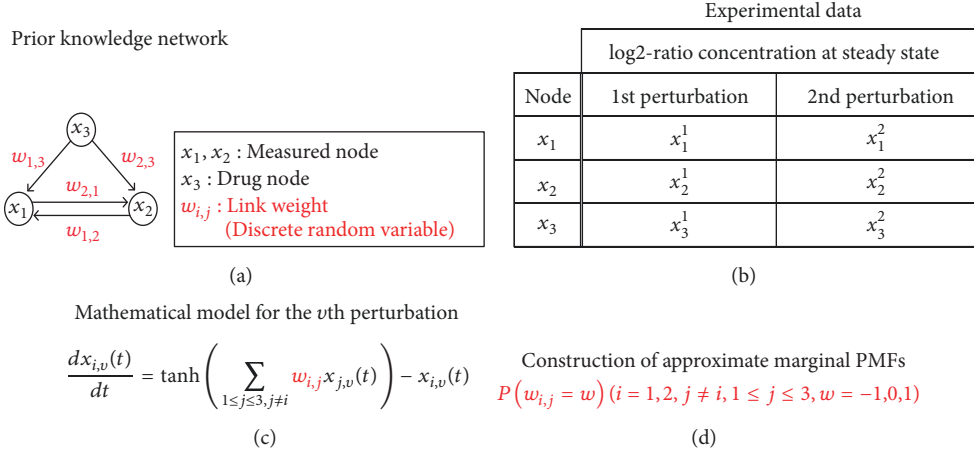 Prior knowledge network
x₃
w₁,₃
w₂,₃
w₂,₁
x₁
x₂
w₁,₂
x₁, x₂ : Measured node
x₃ : Drug node
wᵢ,ⱼ : Link weight
(Discrete random variable)
(a)
Experimental data
log2-ratio concentration at steady state
Node 1st perturbation 2nd perturbation
x₁ x₁¹ x₁²
x₂ x₂¹ x₂²
x₃ x₃¹ x₃²
(b)
Mathematical model for the υth perturbation
dxᵢ,υ(t)/dt = tanh ( ∑ 1≤j≤3, j≠i wᵢ,ⱼxⱼ,υ(t) ) − xᵢ,υ(t)
(c)
Construction of approximate marginal PMFs
P(wᵢ,ⱼ = w) (i = 1,2, j ≠ i, 1 ≤ j ≤ 3, w = −1,0,1)
(d)